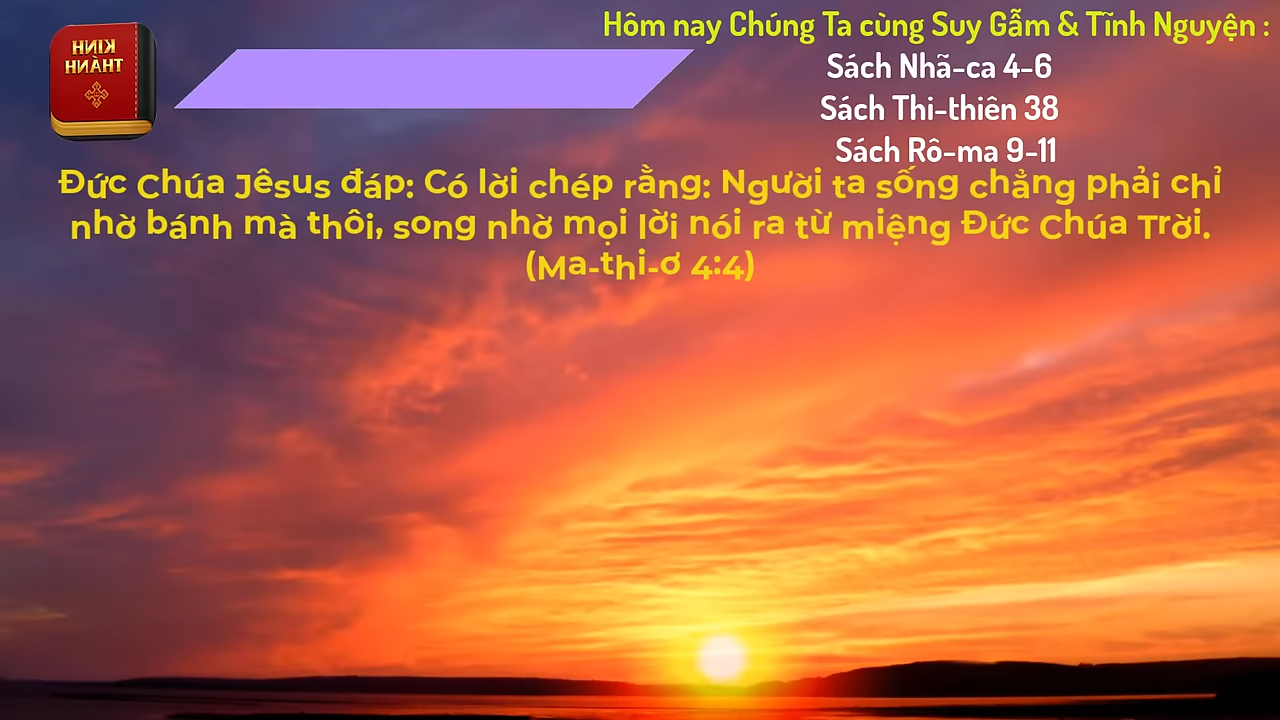 KINH
THÀNH
Hôm nay Chúng Ta cùng Suy Gẫm & Tĩnh Nguyện :
Sách Nhã-ca 4-6
Sách Thi-thiên 38
Sách Rô-ma 9-11
Đức Chúa Jêsus đáp: Có lời chép rằng: Người ta sống chẳng phải chỉ
nhờ bánh mà thôi, song nhờ mọi lời nói ra từ miệng Đức Chúa Trời.
(Ma-thi-ơ 4:4)